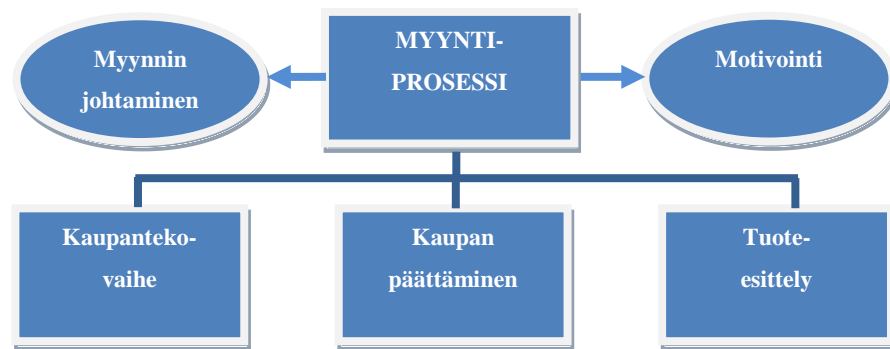 Myynnin
johtaminen
MYYNTI-
PROSESSI
Motivointi
Kaupanteko-
vaihe
Kaupan
päättäminen
Tuote-
esittely